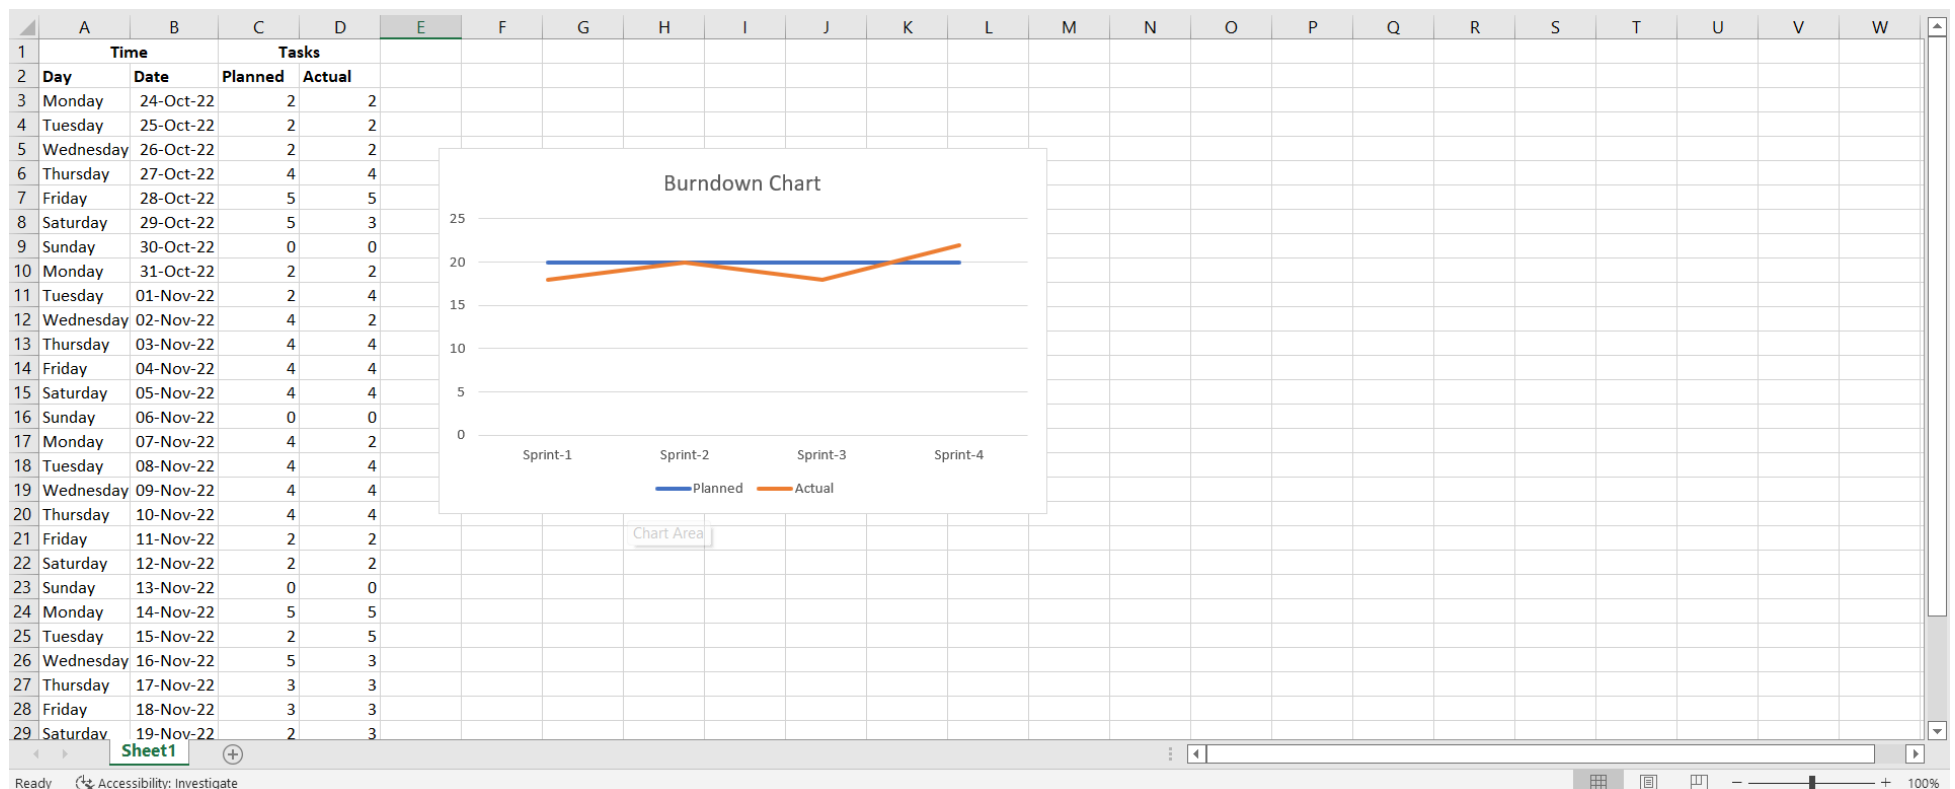 A B C D E F G H I J K L M N O P Q R S T U V W
1 Time Tasks
2 Day Date Planned Actual
3 Monday 24-Oct-22 2 2
4 Tuesday 25-Oct-22 2 2
5 Wednesday 26-Oct-22 2 2
6 Thursday 27-Oct-22 4 4
7 Friday 28-Oct-22 5 5
8 Saturday 29-Oct-22 5 3
9 Sunday 30-Oct-22 0 0
10 Monday 31-Oct-22 2 2
11 Tuesday 01-Nov-22 2 4
12 Wednesday 02-Nov-22 4 2
13 Thursday 03-Nov-22 4 4
14 Friday 04-Nov-22 4 4
15 Saturday 05-Nov-22 4 4
16 Sunday 06-Nov-22 0 0
17 Monday 07-Nov-22 4 2
18 Tuesday 08-Nov-22 4 4
19 Wednesday 09-Nov-22 4 4
20 Thursday 10-Nov-22 4 4
21 Friday 11-Nov-22 2 2
22 Saturday 12-Nov-22 2 2
23 Sunday 13-Nov-22 0 0
24 Monday 14-Nov-22 5 5
25 Tuesday 15-Nov-22 2 5
26 Wednesday 16-Nov-22 5 3
27 Thursday 17-Nov-22 3 3
28 Friday 18-Nov-22 3 3
29 Saturday 19-Nov-22 2 3
Burndown Chart
25
20
15
10
5
0
Sprint-1 Sprint-2 Sprint-3 Sprint-4
Planned Actual
Chart Area
Sheet1
Ready Accessibility: Investigate 100%